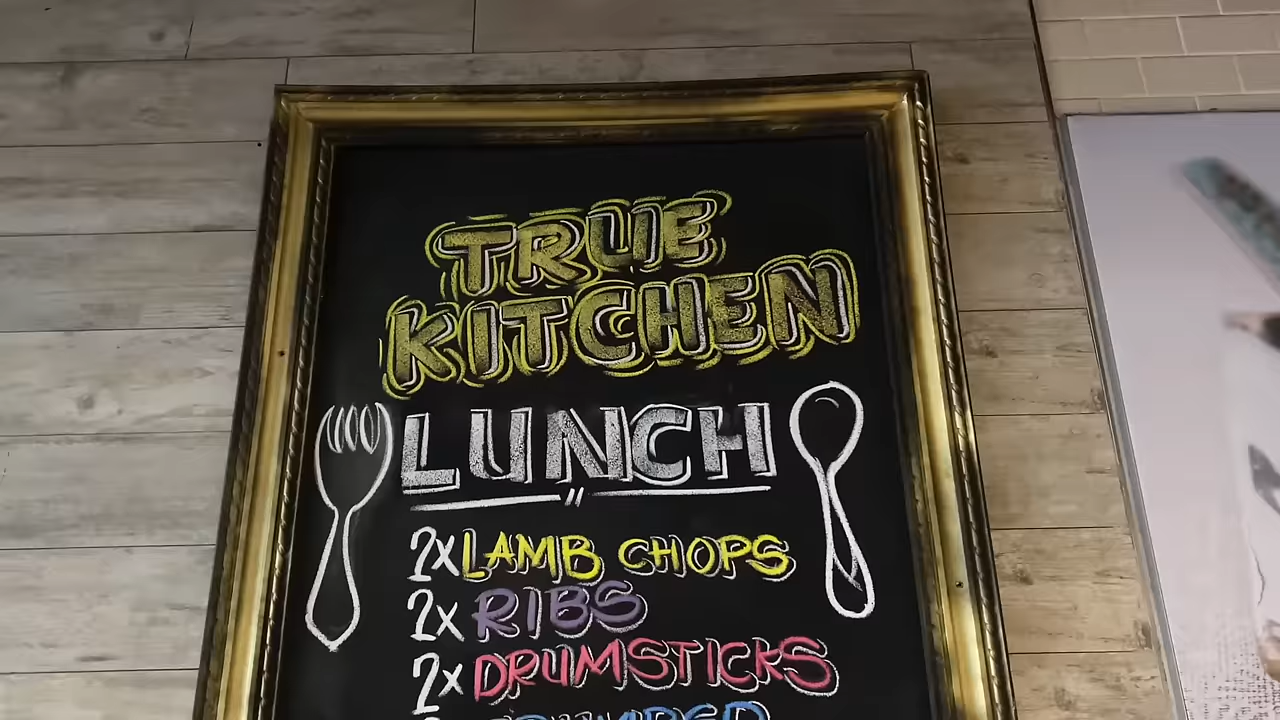 TRUE
KITCHEN
LUNCH
2x LAMB CHOPS
2x RIBS
2x DRUMSTICKS